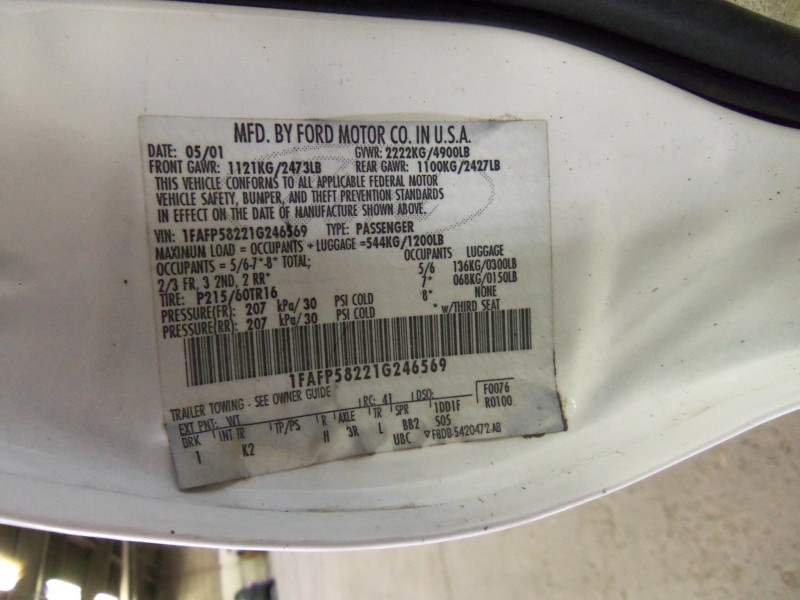 MFD. BY FORD MOTOR CO. IN U.S.A.
DATE: 05/01 GVWR: 2222KG/4900LB
FRONT GAWR: 1121KG/2473LB REAR GAWR: 1100KG/2427LB
THIS VEHICLE CONFORMS TO ALL APPLICABLE FEDERAL MOTOR
VEHICLE SAFETY, BUMPER, AND THEFT PREVENTION STANDARDS
IN EFFECT ON THE DATE OF MANUFACTURE SHOWN ABOVE.
VIN: 1FAFP58221G246569 TYPE: PASSENGER
MAXIMUM LOAD = OCCUPANTS + LUGGAGE =544KG/1200LB
OCCUPANTS = 5/6-7*-8* TOTAL; OCCUPANTS LUGGAGE
2/3 FR, 3 2ND, 2 RR* 5/6 136KG/0300LB
TIRE: P215/60TR16 7* 068KG/0150LB
PRESSURE(FR): 207 kPa/30 PSI COLD 8* NONE
PRESSURE(RR): 207 kPa/30 PSI COLD * w/THIRD SEAT
1FAFP58221G246569
TRAILER TOWING - SEE OWNER GUIDE
EXT PNT: WT RC: 41 DSO: F0076
BRK INT TR TP/PS R AXLE TR SPR 1DD1F R0100
1 K2 H 3R L BB2 S05
UBC ▽F8DB-5420472-AB